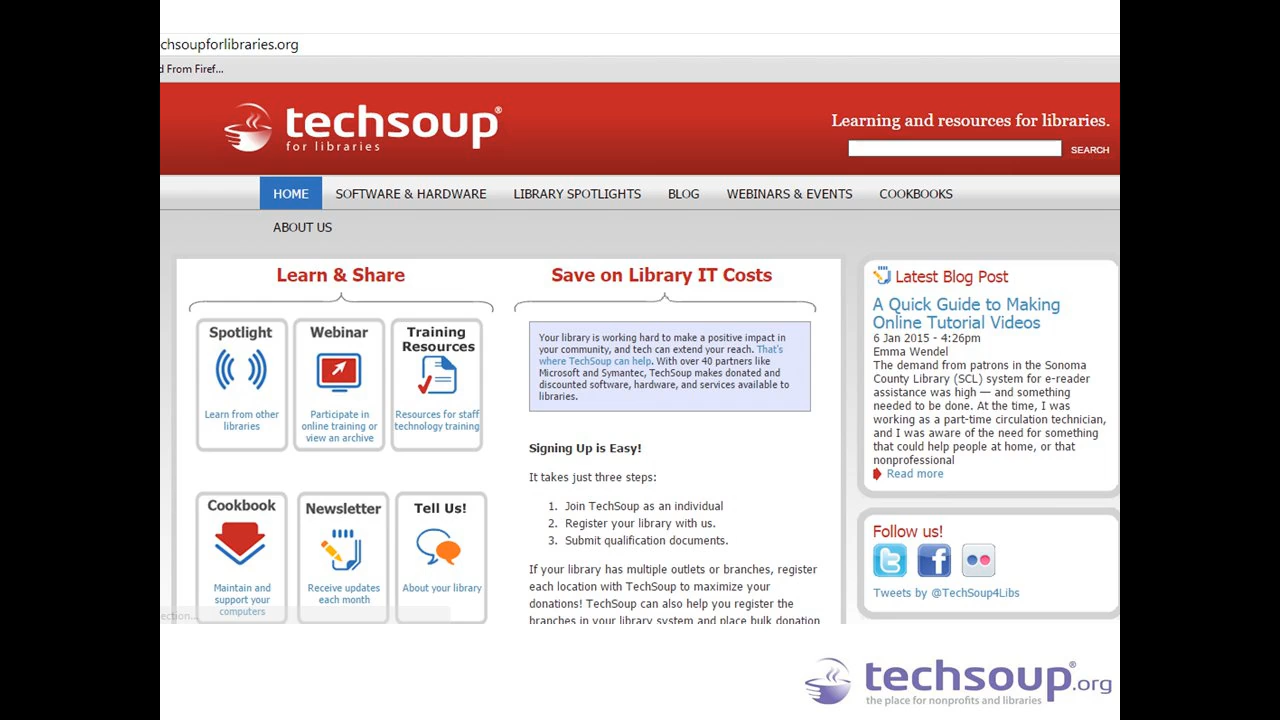 chsoupforlibraries.org
d From Firef...
techsoup®
for libraries
Learning and resources for libraries.
SEARCH
HOME
SOFTWARE & HARDWARE
LIBRARY SPOTLIGHTS
BLOG
WEBINARS & EVENTS
COOKBOOKS
ABOUT US
Learn & Share
Spotlight
Learn from other
libraries
Webinar
Participate in
online training or
view an archive
Training
Resources
Resources for staff
technology training
Cookbook
Maintain and
support your
computers
Newsletter
Receive updates
each month
Tell Us!
About your library
ection...
Save on Library IT Costs
Your library is working hard to make a positive impact in
your community, and tech can extend your reach. That's
where TechSoup can help. With over 40 partners like
Microsoft and Symantec, TechSoup makes donated and
discounted software, hardware, and services available to
libraries.
Signing Up is Easy!
It takes just three steps:
1. Join TechSoup as an individual
2. Register your library with us.
3. Submit qualification documents.
If your library has multiple outlets or branches, register
each location with TechSoup to maximize your
donations! TechSoup can also help you register the
branches in your library system and place bulk donation
Latest Blog Post
A Quick Guide to Making
Online Tutorial Videos
6 Jan 2015 - 4:26pm
Emma Wendel
The demand from patrons in the Sonoma
County Library (SCL) system for e-reader
assistance was high — and something
needed to be done. At the time, I was
working as a part-time circulation technician,
and I was aware of the need for something
that could help people at home, or that
nonprofessional
Read more
Follow us!
Tweets by @TechSoup4Libs
techsoup®.org
the place for nonprofits and libraries